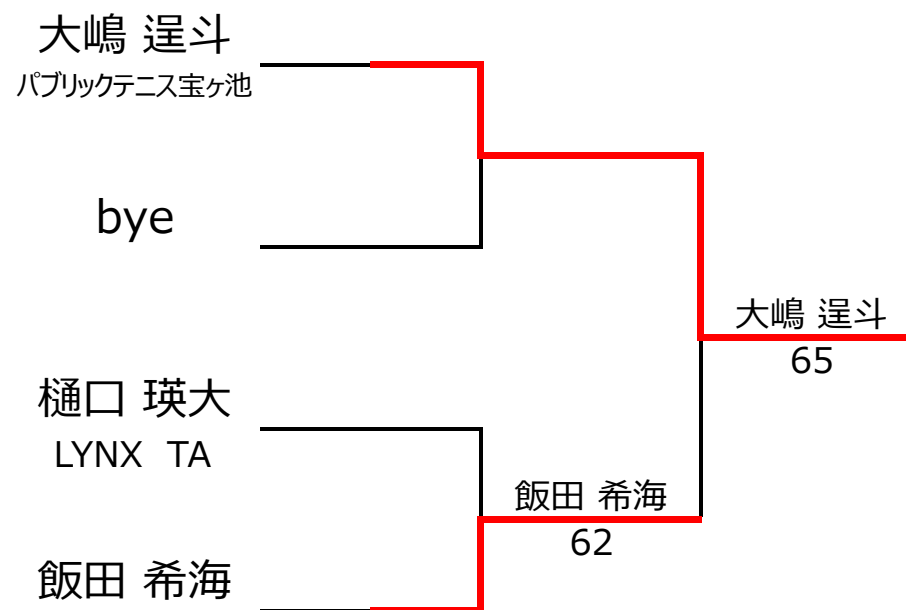 大嶋 逞斗
パブリックテニス宝ヶ池
bye
樋口 瑛大
LYNX TA
飯田 希海
飯田 希海
62
大嶋 逞斗
65